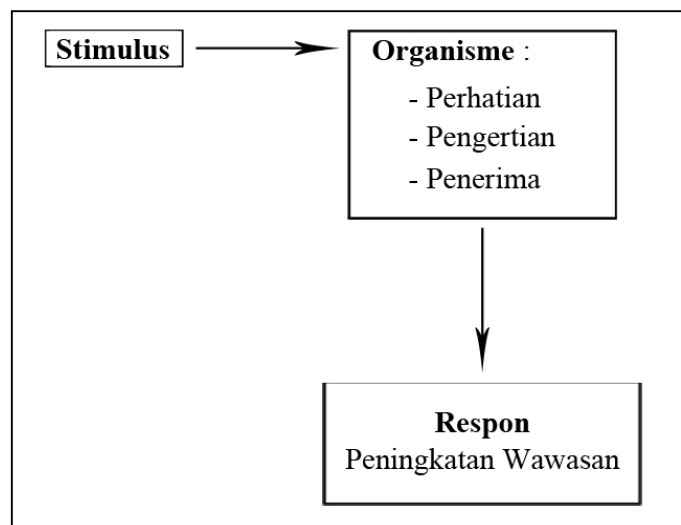 Stimulus
Organisme :
- Perhatian
- Pengertian
- Penerima
Respon
Peningkatan Wawasan